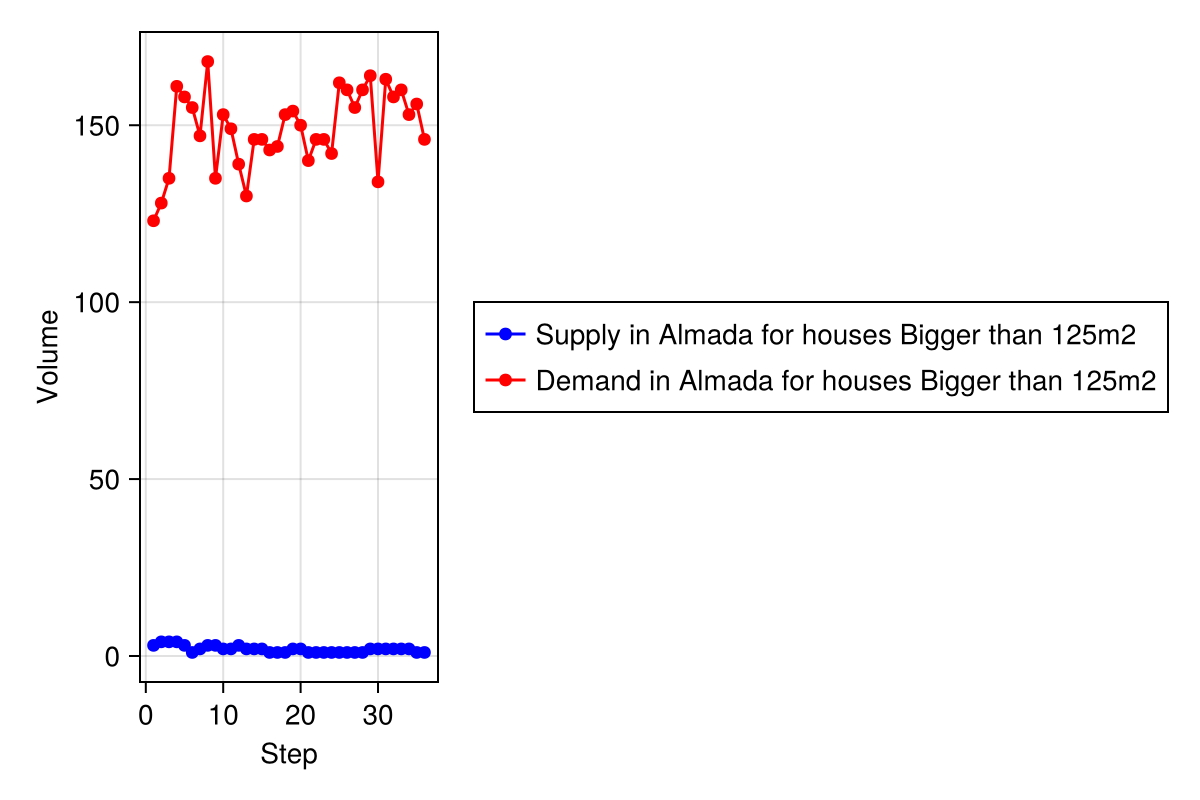 150
100
50
0
Volume
0 10 20 30
Step
Supply in Almada for houses Bigger than 125m2
Demand in Almada for houses Bigger than 125m2